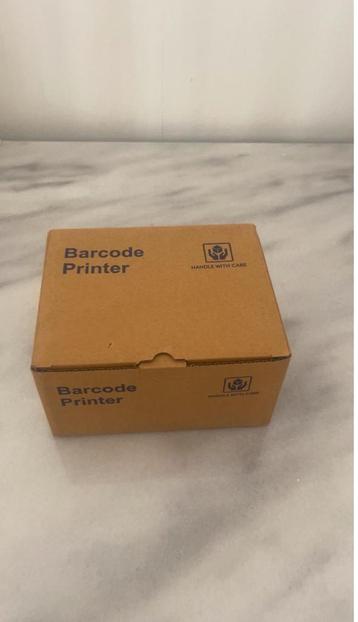 Barcode
Printer
HANDLE WITH CARE
Barcode
Printer
HANDLE WITH CARE